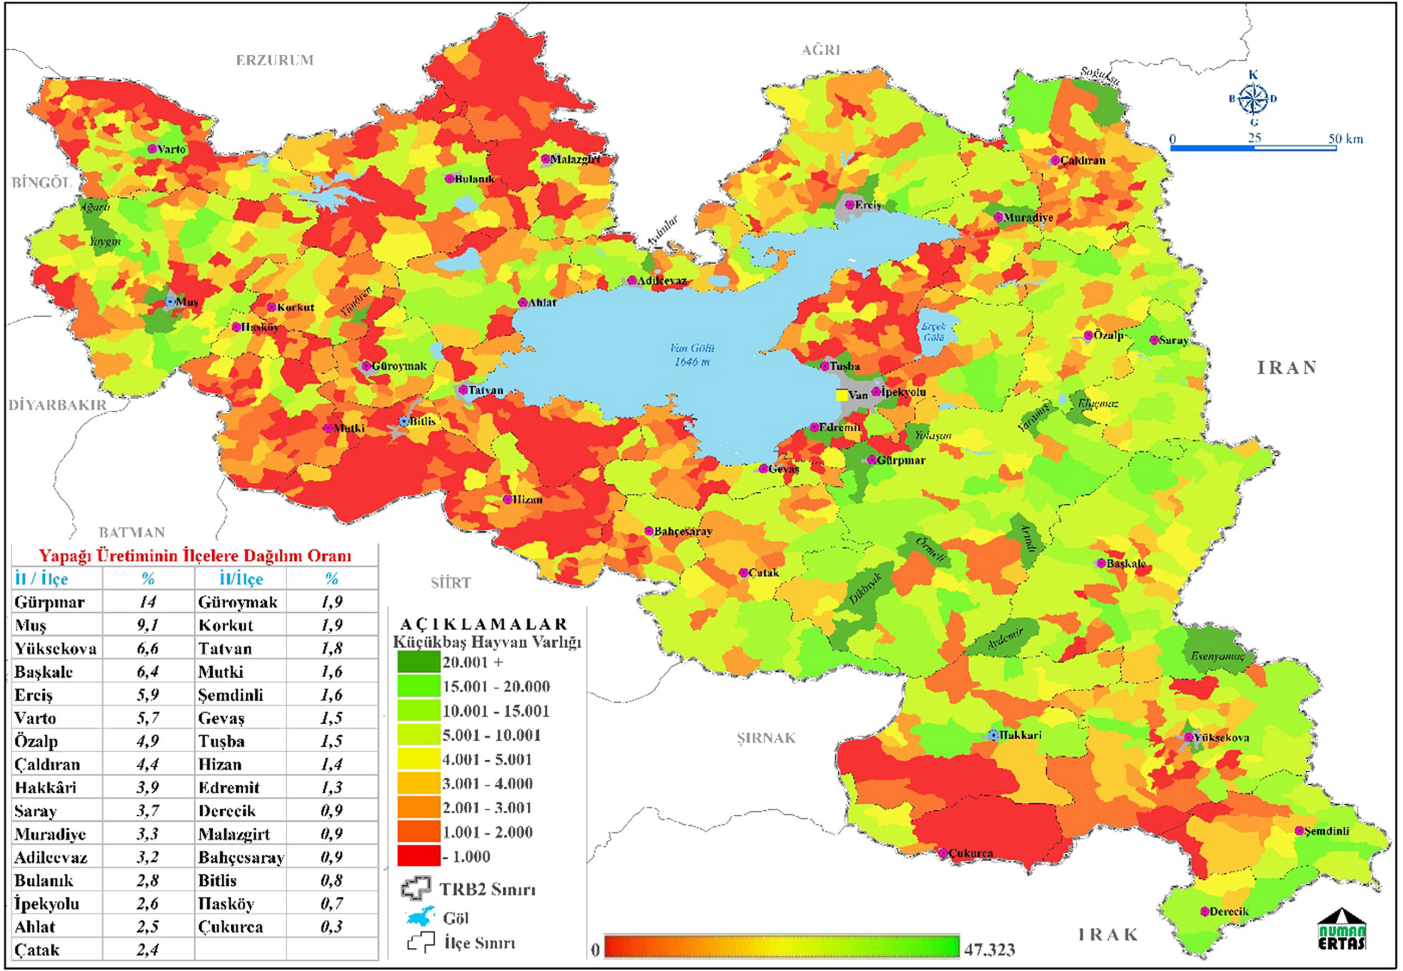 ERZURUM
AĞRI
Soğuksu
K
B D
G
0 25 50 km
Varto
Malazgirt
Çaldıran
BİNGÖL
Bulanık
Erciş
Ağartı
Muradiye
Yaygın
Aydınlar
Adilcevaz
Muş
Korkut
Tünören
Ahlat
Hasköy
Erçek
Gölü
Özalp
Saray
Van Gölü
1646 m
Güroymak
Tuşba
IRAN
Tatvan
Van
İpekyolu
DİYARBAKIR
Bitlis
Mutki
Edremit
Yolaşan
Gürpınar
Gevaş
Hizan
BATMAN
Bahçesaray
Çatak
Örmeli
Arındı
Başkale
Dikbıyık
SİİRT
Aydemir
Esenyamaç
ŞIRNAK
Hakkari
Yüksekova
Çukurca
Şemdinli
Derecik
IRAK
Yapağı Üretiminin İlçelere Dağılım Oranı
İl / İlçe % İl/İlçe %
Gürpınar 14 Güroymak 1,9
Muş 9,1 Korkut 1,9
Yüksekova 6,6 Tatvan 1,8
Başkale 6,4 Mutki 1,6
Erciş 5,9 Şemdinli 1,6
Varto 5,7 Gevaş 1,5
Özalp 4,9 Tuşba 1,5
Çaldıran 4,4 Hizan 1,4
Hakkâri 3,9 Edremit 1,3
Saray 3,7 Derecik 0,9
Muradiye 3,3 Malazgirt 0,9
Adilcevaz 3,2 Bahçesaray 0,9
Bulanık 2,8 Bitlis 0,8
İpekyolu 2,6 Hasköy 0,7
Ahlat 2,5 Çukurca 0,3
Çatak 2,4
AÇIKLAMALAR
Küçükbaş Hayvan Varlığı
20.001 +
15.001 - 20.000
10.001 - 15.001
5.001 - 10.001
4.001 - 5.001
3.001 - 4.000
2.001 - 3.001
1.001 - 2.000
- 1.000
TRB2 Sınırı
Göl
İlçe Sınırı
0 47.323
NUMAN
ERTAŞ